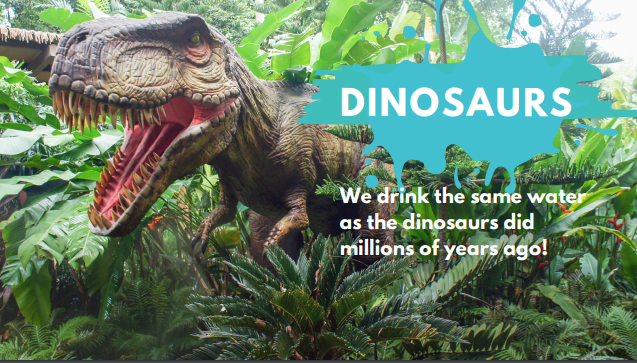 DINOSAURS
We drink the same water
as the dinosaurs did
millions of years ago!